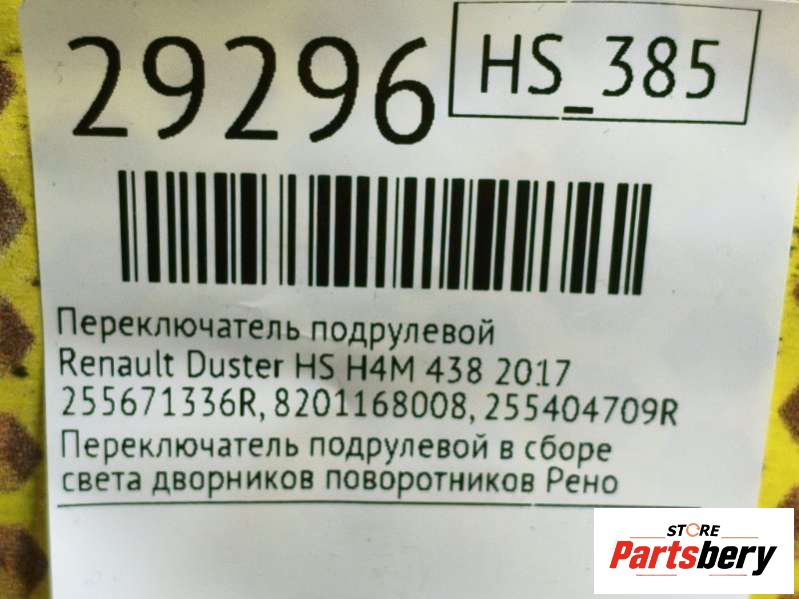 29296
HS_385
Переключатель подрулевой
Renault Duster HS H4M 438 2017
255671336R, 8201168008, 255404709R
Переключатель подрулевой в сборе
света дворников поворотников Рено
STORE
Partsbery